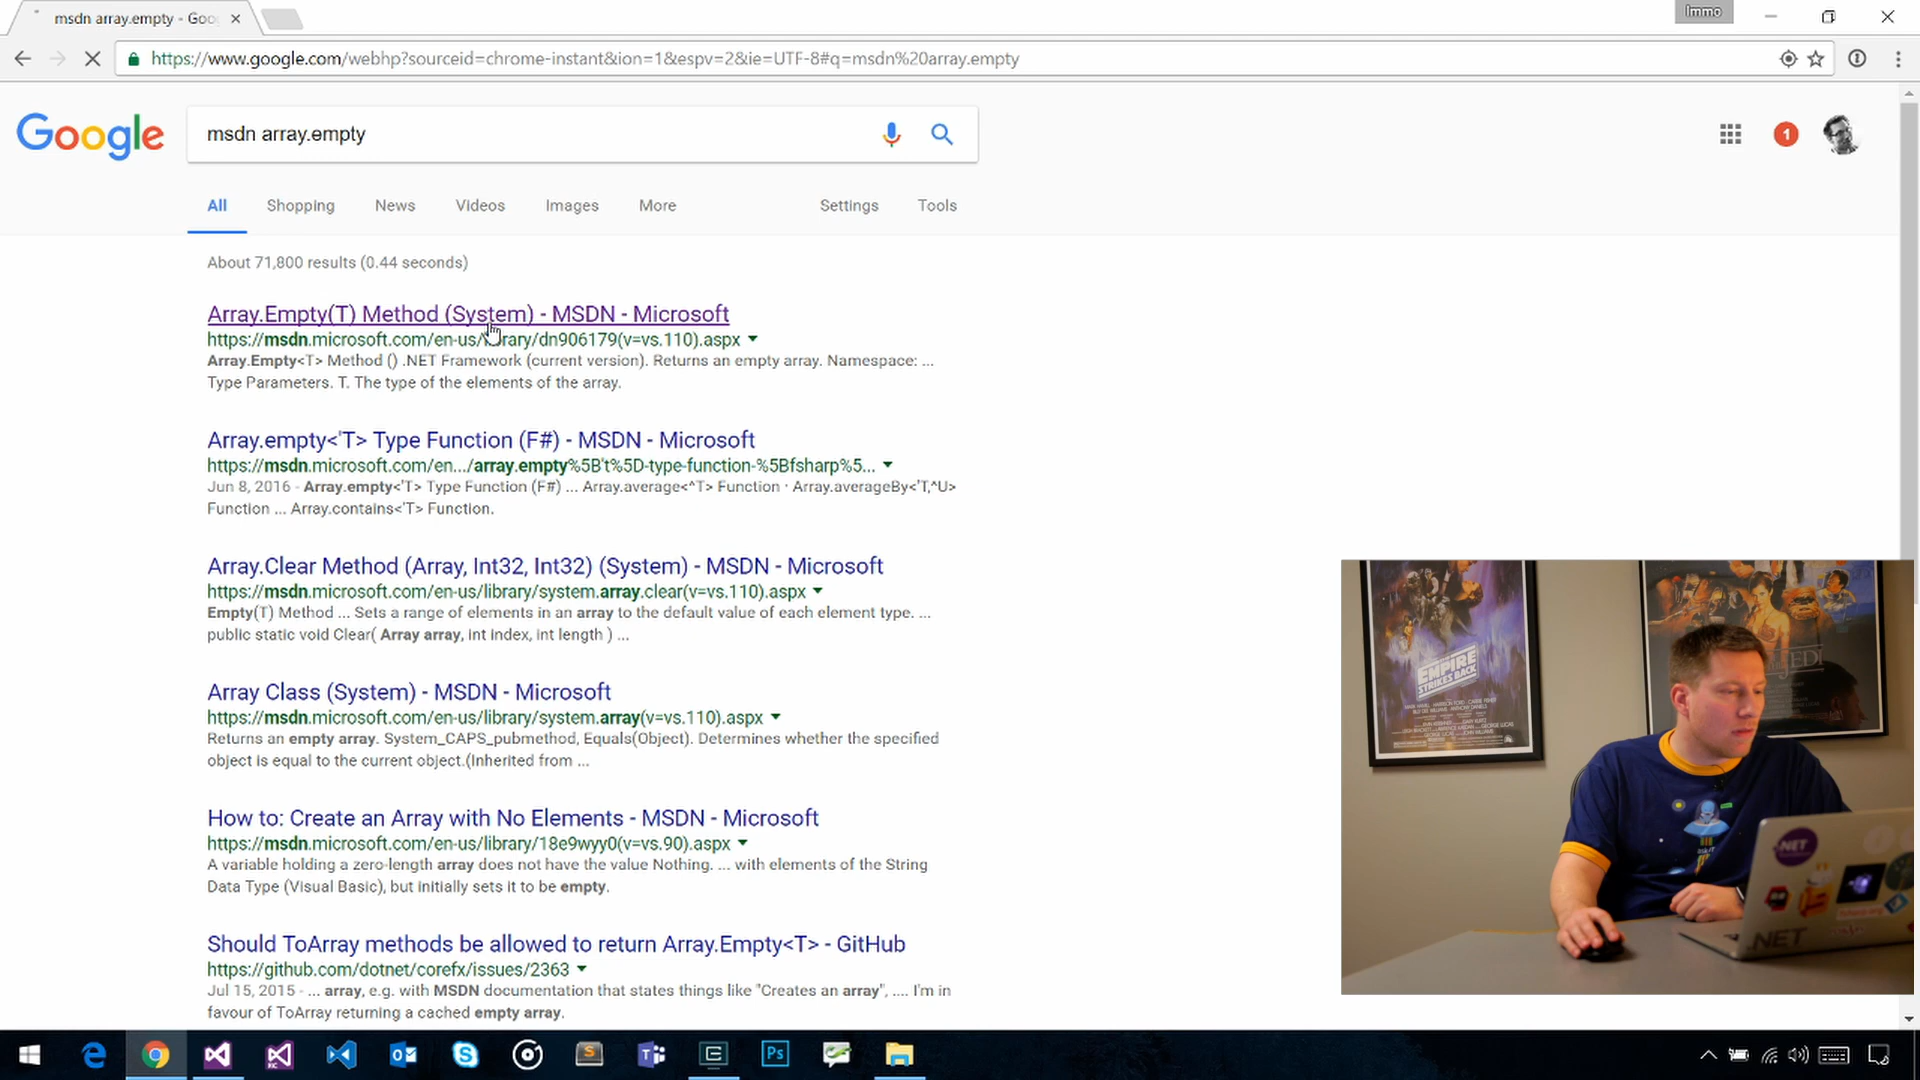 msdn array.empty - Goo
Immo
https://www.google.com/webhp?sourceid=chrome-instant&ion=1&espv=2&ie=UTF-8#q=msdn%20array.empty
Google
msdn array.empty
1
All
Shopping
News
Videos
Images
More
Settings
Tools
About 71,800 results (0.44 seconds)
Array.Empty(T) Method (System) - MSDN - Microsoft
https://msdn.microsoft.com/en-us/library/dn906179(v=vs.110).aspx
Array.Empty<T> Method () .NET Framework (current version). Returns an empty array. Namespace: ...
Type Parameters. T. The type of the elements of the array.
Array.empty<'T> Type Function (F#) - MSDN - Microsoft
https://msdn.microsoft.com/en.../array.empty%5B't%5D-type-function-%5Bfsharp%5...
Jun 8, 2016 - Array.empty<'T> Type Function (F#) ... Array.average<^T> Function · Array.averageBy<'T,^U>
Function ... Array.contains<'T> Function.
Array.Clear Method (Array, Int32, Int32) (System) - MSDN - Microsoft
https://msdn.microsoft.com/en-us/library/system.array.clear(v=vs.110).aspx
Empty(T) Method ... Sets a range of elements in an array to the default value of each element type. ...
public static void Clear( Array array, int index, int length ) ...
Array Class (System) - MSDN - Microsoft
https://msdn.microsoft.com/en-us/library/system.array(v=vs.110).aspx
Returns an empty array. System_CAPS_pubmethod, Equals(Object). Determines whether the specified
object is equal to the current object.(Inherited from ...
How to: Create an Array with No Elements - MSDN - Microsoft
https://msdn.microsoft.com/en-us/library/18e9wyy0(v=vs.90).aspx
A variable holding a zero-length array does not have the value Nothing. ... with elements of the String
Data Type (Visual Basic), but initially sets it to be empty.
Should ToArray methods be allowed to return Array.Empty<T> - GitHub
https://github.com/dotnet/corefx/issues/2363
Jul 15, 2015 - ... array, e.g. with MSDN documentation that states things like "Creates an array", .... I'm in
favour of ToArray returning a cached empty array.
EMPIRE
STRIKES BACK
JEDI
.NET
.NET
Ps